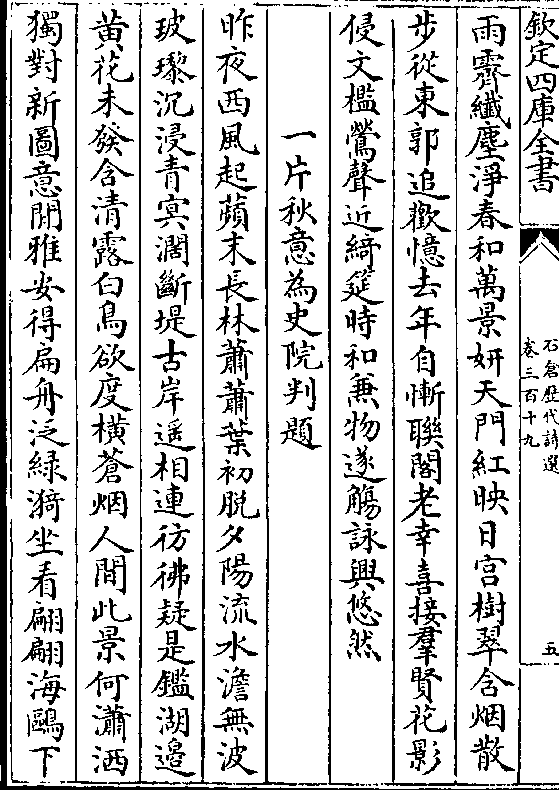 欽定四庫全書
石倉歴代詩選
卷三百十九
五
雨霽纖塵淨春和萬景妍天門紅映日宫樹翠含烟散
步從東郭追歡憶去年自慚聯閣老幸喜接羣賢花影
侵文檻鶯聲近綺筵時和兼物遂觴詠興悠然
一片秋意為史院判題
昨夜西風起蘋末長林蕭蕭葉初脱夕陽流水澹無波
玻瓈沉浸青㝠濶斷堤古岸遥相連彷彿疑是鑑湖邉
黄花未發含清露白鳥欲度横蒼烟人間此景何瀟洒
獨對新圖意閒雅安得扁舟泛緑漪坐看翩翩海鷗下